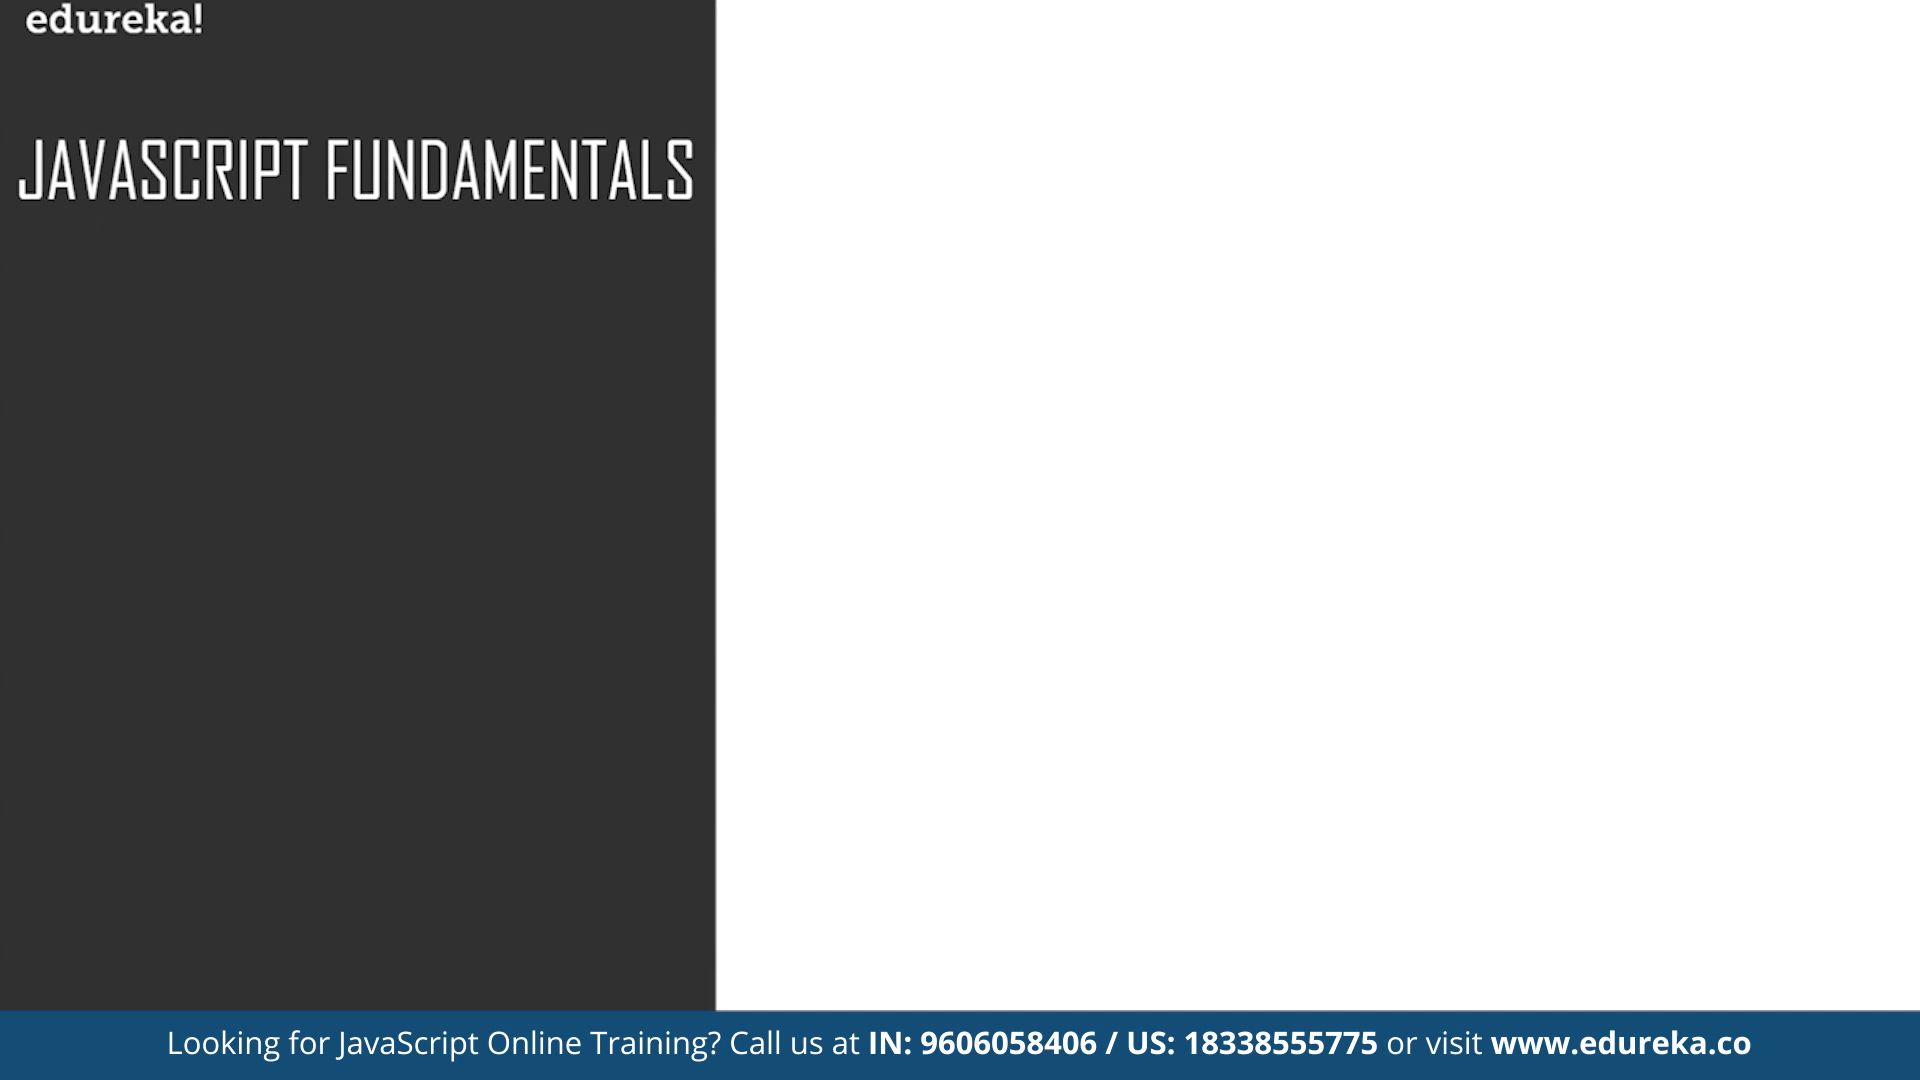 edureka!
JAVASCRIPT FUNDAMENTALS
Looking for JavaScript Online Training? Call us at IN: 9606058406 / US: 18338555775 or visit www.edureka.co